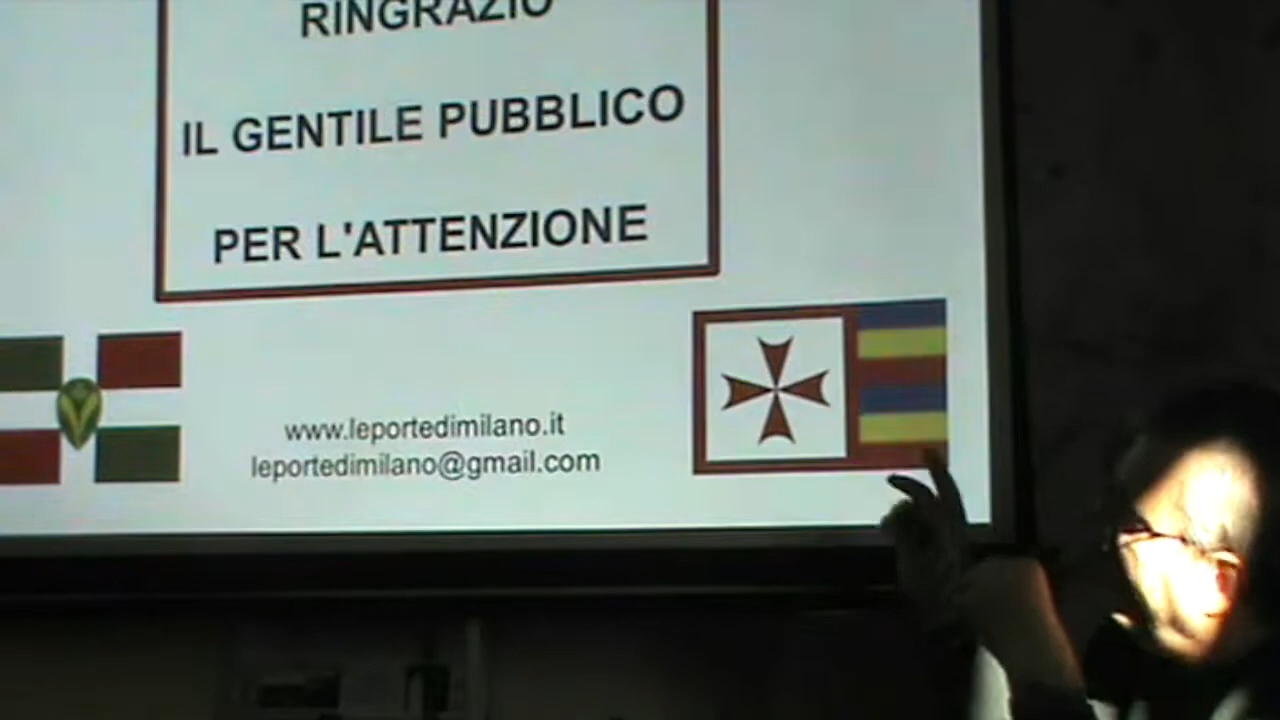 RINGRAZIO
IL GENTILE PUBBLICO
PER L'ATTENZIONE
www.leportedimilano.it
leportedimilano@gmail.com